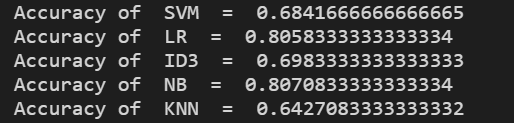 Accuracy of  SVM  =  0.6841666666666665
Accuracy of  LR  =  0.8058333333333334
Accuracy of  ID3  =  0.6983333333333333
Accuracy of  NB  =  0.8070833333333334
Accuracy of  KNN  =  0.6427083333333332